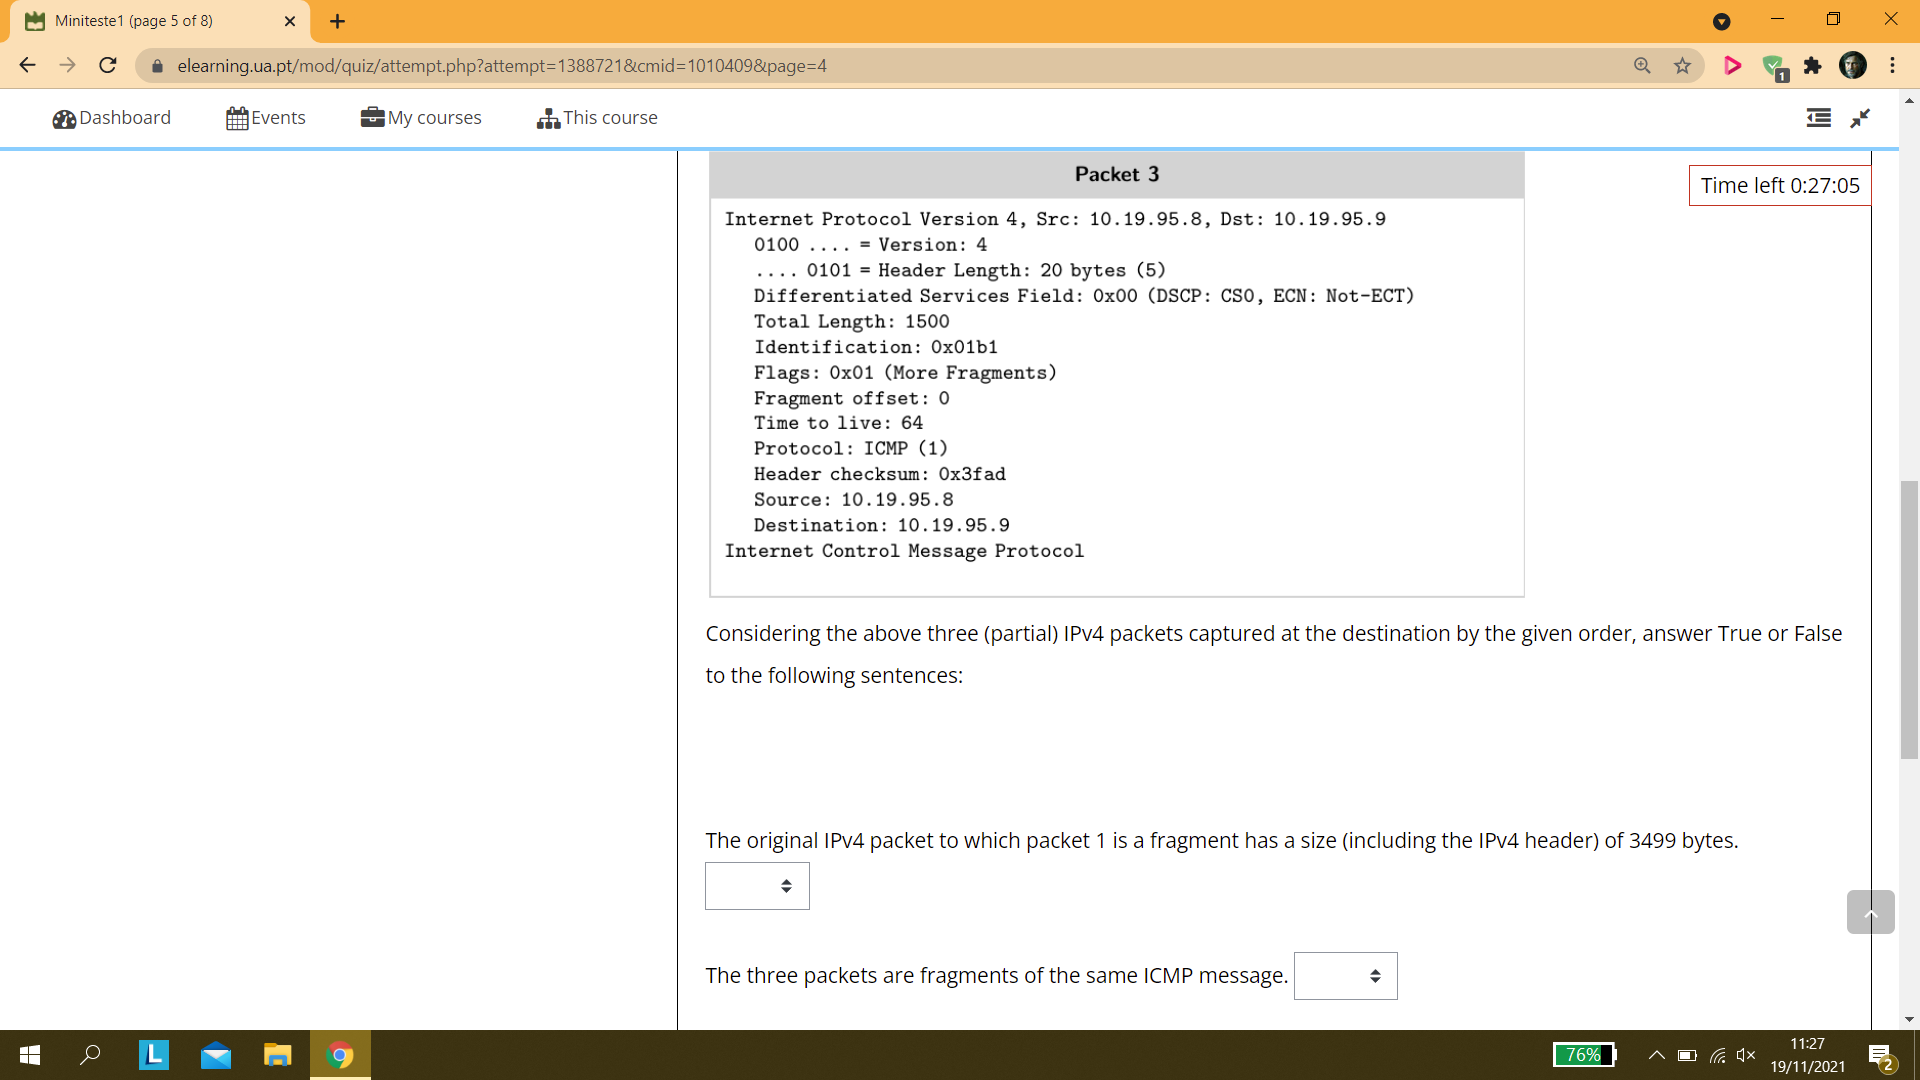 Miniteste1 (page 5 of 8)
elearning.ua.pt/mod/quiz/attempt.php?attempt=1388721&cmid=1010409&page=4
1
Dashboard Events My courses This course
Time left 0:27:05
Packet 3
Internet Protocol Version 4, Src: 10.19.95.8, Dst: 10.19.95.9
0100 .... = Version: 4
.... 0101 = Header Length: 20 bytes (5)
Differentiated Services Field: 0x00 (DSCP: CS0, ECN: Not-ECT)
Total Length: 1500
Identification: 0x01b1
Flags: 0x01 (More Fragments)
Fragment offset: 0
Time to live: 64
Protocol: ICMP (1)
Header checksum: 0x3fad
Source: 10.19.95.8
Destination: 10.19.95.9
Internet Control Message Protocol
Considering the above three (partial) IPv4 packets captured at the destination by the given order, answer True or False
to the following sentences:
The original IPv4 packet to which packet 1 is a fragment has a size (including the IPv4 header) of 3499 bytes.
The three packets are fragments of the same ICMP message.
L
76%
11:27
19/11/2021
2